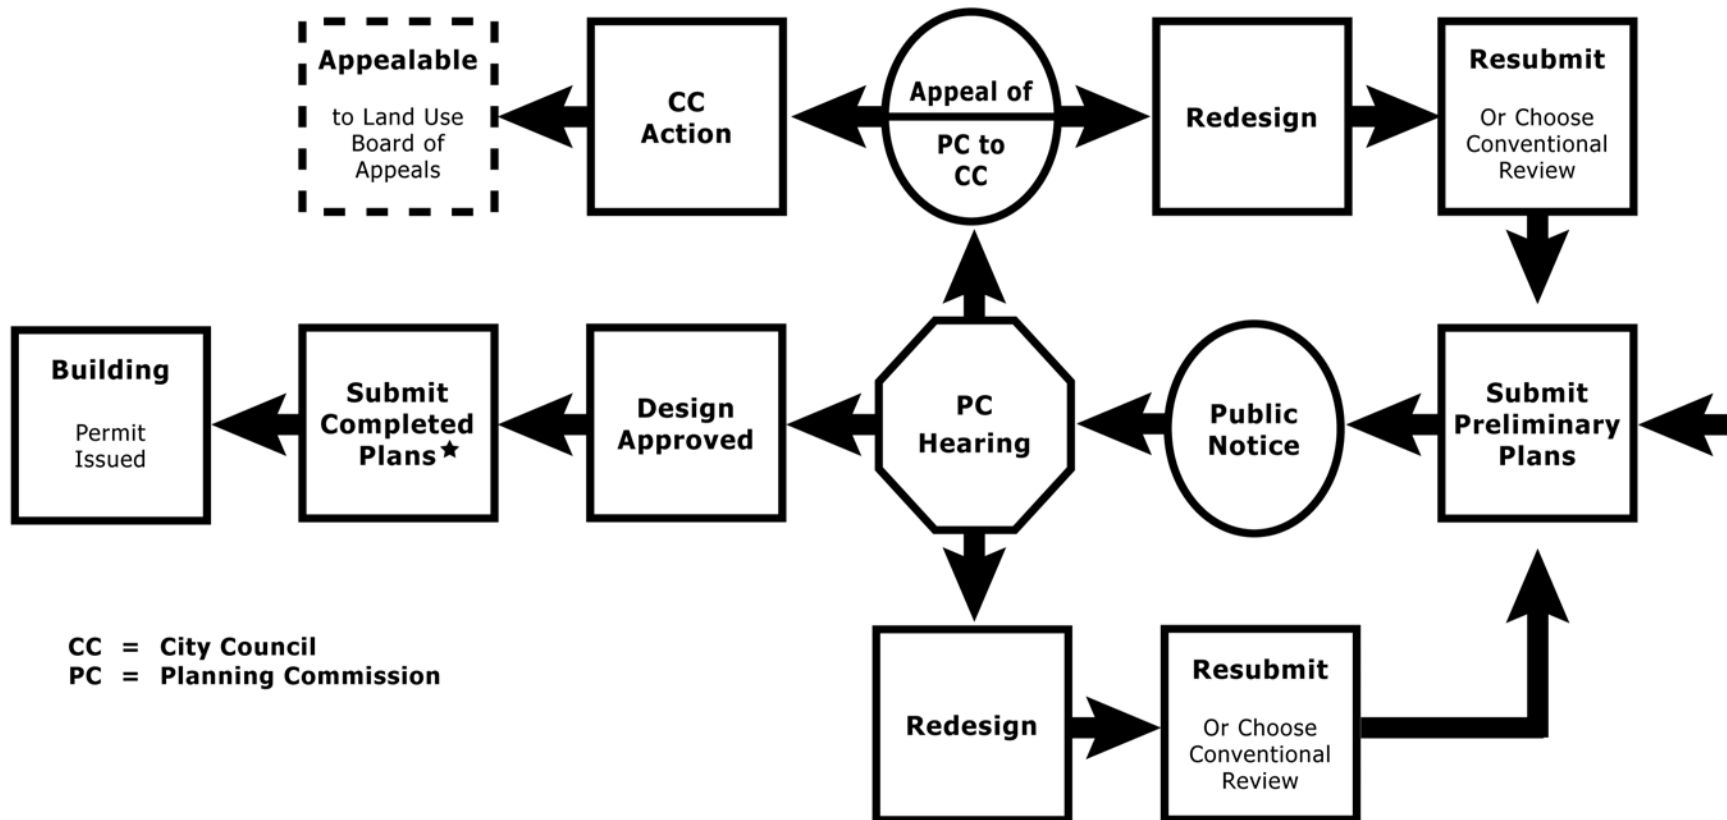 Appealable
to Land Use
Board of
Appeals
CC
Action
Appeal of
PC to
CC
Redesign
Resubmit
Or Choose
Conventional
Review
Building
Permit
Issued
Submit
Completed
Plans★
Design
Approved
PC
Hearing
Public
Notice
Submit
Preliminary
Plans
CC = City Council
PC = Planning Commission
Redesign
Resubmit
Or Choose
Conventional
Review